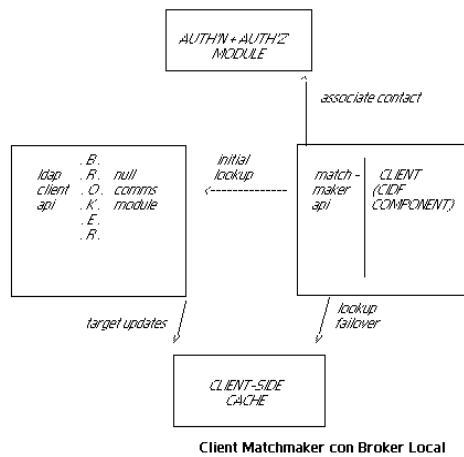 AUTH'N + AUTH'Z'
MODULE
associate contact
ldap
client
api
.B.
.R.
.O.
.K.
.E.
.R.
null
comms
module
initial
lookup
match -
maker
api
CLIENT
(CIDF
COMPONENT)
target updates
lookup
failover
CLIENT-SIDE
CACHE
Client Matchmaker con Broker Local